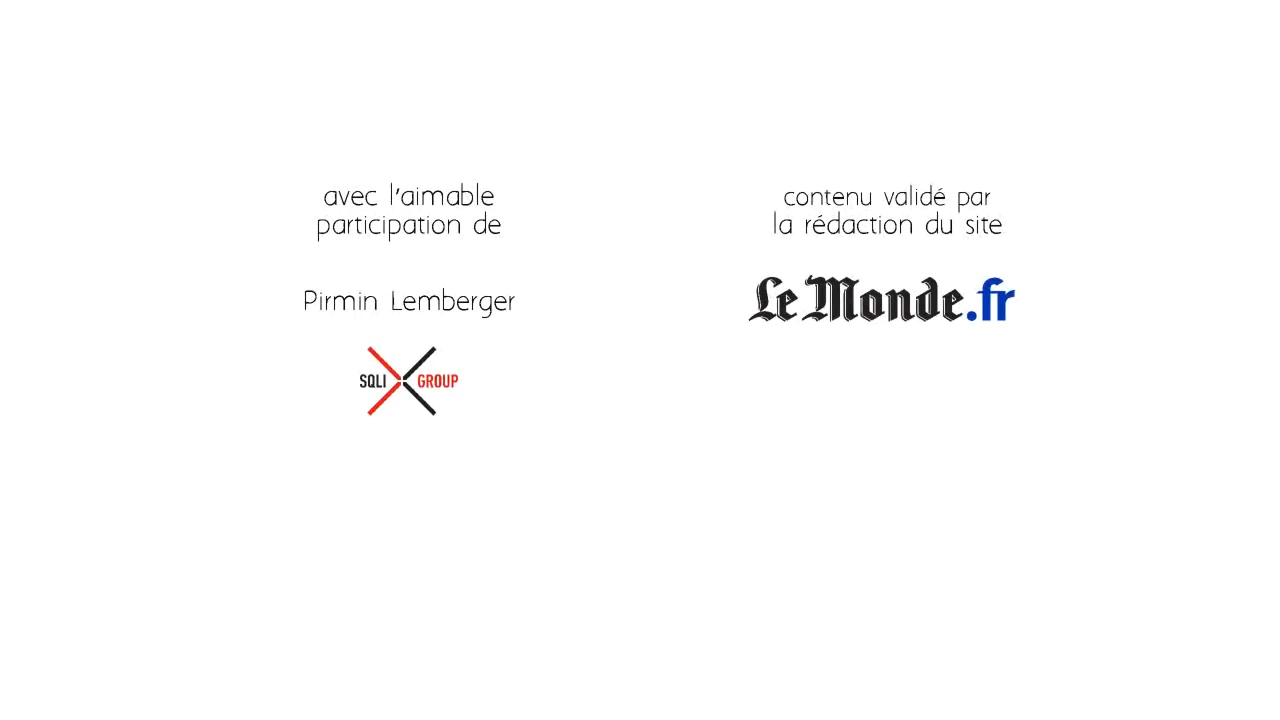 avec l'aimable
participation de
Pirmin Lemberger
SQLI GROUP
contenu validé par
la rédaction du site
Le Monde.fr